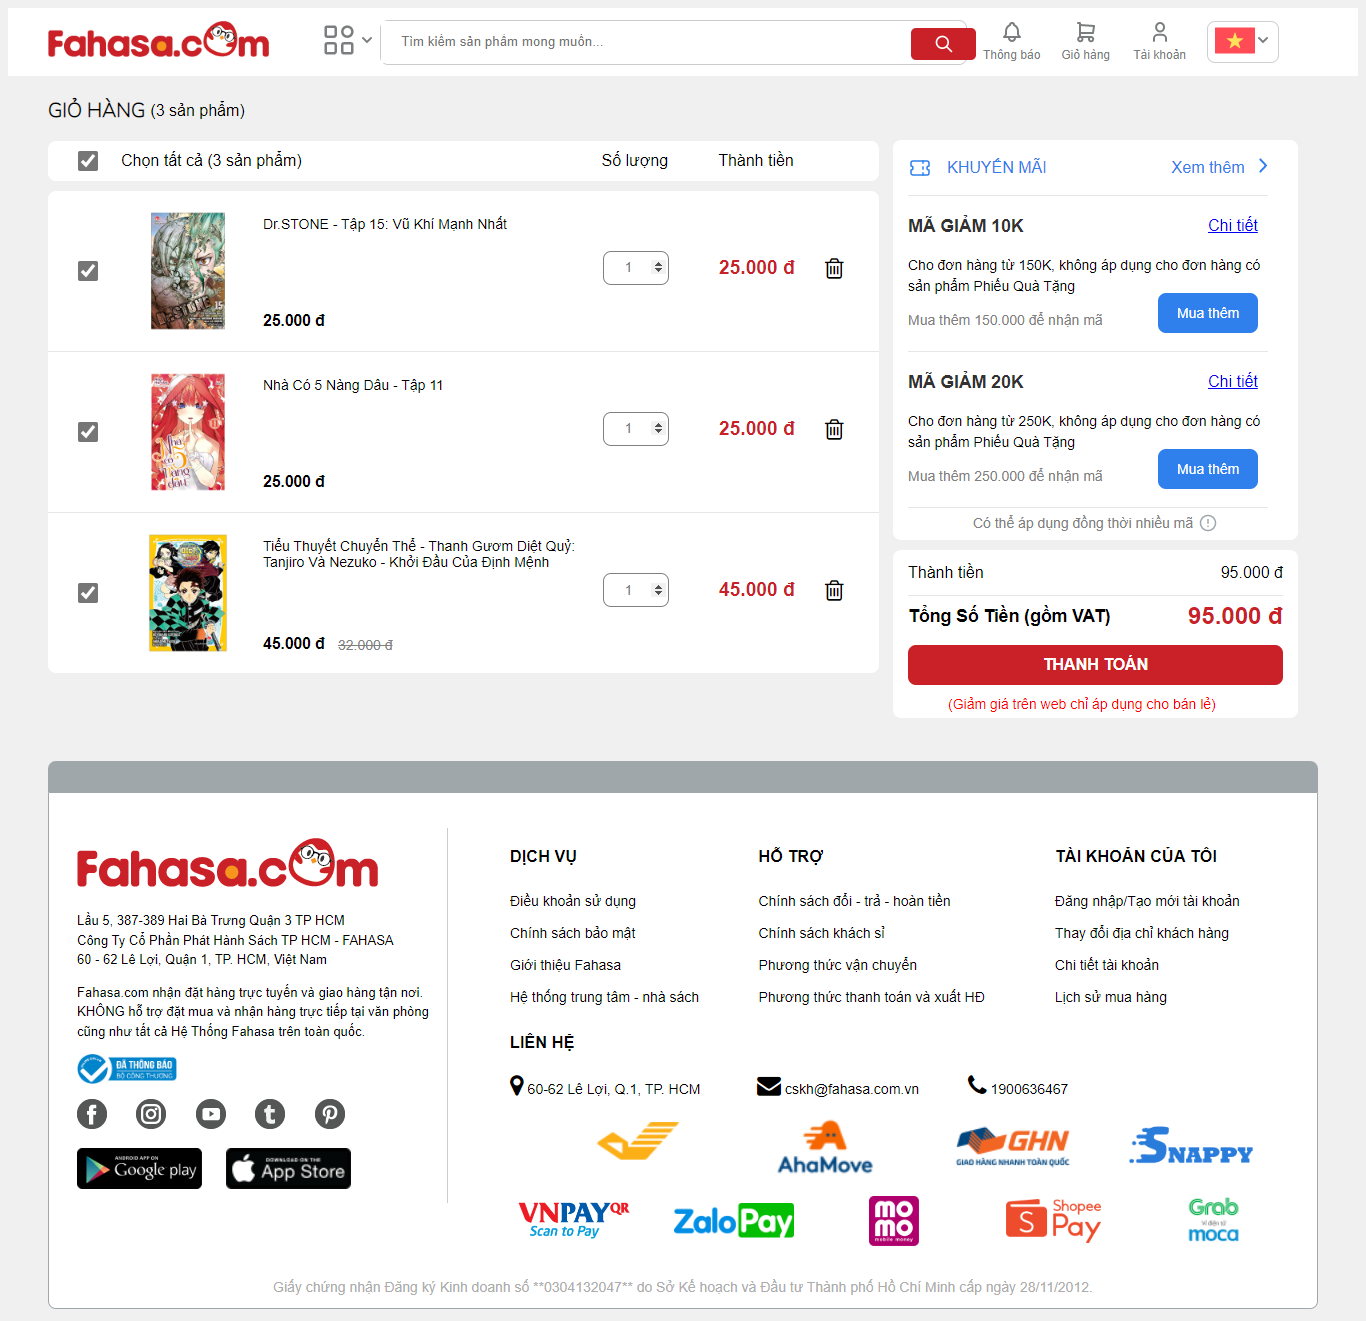 Fahasa.com
Tìm kiếm sản phẩm mong muốn...
Thông báo
Giỏ hàng
Tài khoản
GIỎ HÀNG (3 sản phẩm)
Chọn tất cả (3 sản phẩm)
Số lượng
Thành tiền
Dr.STONE - Tập 15: Vũ Khí Mạnh Nhất
1
25.000 đ
25.000 đ
Nhà Có 5 Nàng Dâu - Tập 11
1
25.000 đ
25.000 đ
Tiểu Thuyết Chuyển Thể - Thanh Gươm Diệt Quỷ:
Tanjiro Và Nezuko - Khởi Đầu Của Định Mệnh
1
45.000 đ
45.000 đ 32.000 đ
KHUYẾN MÃI
Xem thêm
MÃ GIẢM 10K
Chi tiết
Cho đơn hàng từ 150K, không áp dụng cho đơn hàng có
sản phẩm Phiếu Quà Tặng
Mua thêm 150.000 để nhận mã
Mua thêm
MÃ GIẢM 20K
Chi tiết
Cho đơn hàng từ 250K, không áp dụng cho đơn hàng có
sản phẩm Phiếu Quà Tặng
Mua thêm 250.000 để nhận mã
Mua thêm
Có thể áp dụng đồng thời nhiều mã
Thành tiền
95.000 đ
Tổng Số Tiền (gồm VAT)
95.000 đ
THANH TOÁN
(Giảm giá trên web chỉ áp dụng cho bán lẻ)
Fahasa.com
Lầu 5, 387-389 Hai Bà Trưng Quận 3 TP HCM
Công Ty Cổ Phần Phát Hành Sách TP HCM - FAHASA
60 - 62 Lê Lợi, Quận 1, TP. HCM, Việt Nam
Fahasa.com nhận đặt hàng trực tuyến và giao hàng tận nơi.
KHÔNG hỗ trợ đặt mua và nhận hàng trực tiếp tại văn phòng
cũng như tất cả Hệ Thống Fahasa trên toàn quốc.
ĐÃ THÔNG BÁO
BỘ CÔNG THƯƠNG
ANDROID APP ON
Google play
DOWNLOAD ON THE
App Store
DỊCH VỤ
Điều khoản sử dụng
Chính sách bảo mật
Giới thiệu Fahasa
Hệ thống trung tâm - nhà sách
HỖ TRỢ
Chính sách đổi - trả - hoàn tiền
Chính sách khách sỉ
Phương thức vận chuyển
Phương thức thanh toán và xuất HĐ
TÀI KHOẢN CỦA TÔI
Đăng nhập/Tạo mới tài khoản
Thay đổi địa chỉ khách hàng
Chi tiết tài khoản
Lịch sử mua hàng
LIÊN HỆ
60-62 Lê Lợi, Q.1, TP. HCM
cskh@fahasa.com.vn
1900636467
AhaMove
GHN
GIAO HÀNG NHANH TOÀN QUỐC
SNAPPY
VNPAY QR
Scan to Pay
ZaloPay
momo
mobile money
Shopee
Pay
Grab
Ví điện tử
moca
Giấy chứng nhận Đăng ký Kinh doanh số **0304132047** do Sở Kế hoạch và Đầu tư Thành phố Hồ Chí Minh cấp ngày 28/11/2012.